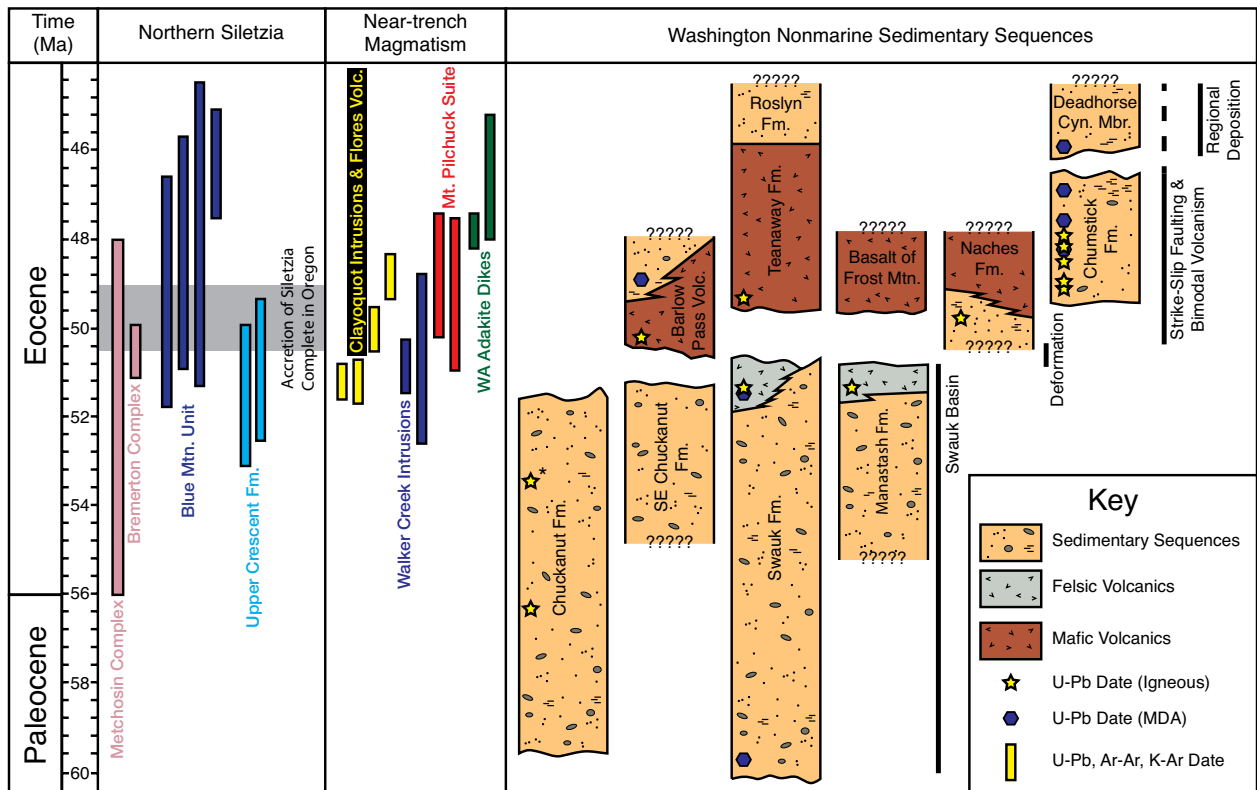 Time
(Ma)
Northern Siletzia
Near-trench
Magmatism
Washington Nonmarine Sedimentary Sequences
Eocene
Paleocene
46
48
50
52
54
56
58
60
Metchosin Complex
Bremerton Complex
Blue Mtn. Unit
Upper Crescent Fm.
Accretion of Siletzia
Complete in Oregon
Clayoquot Intrusions & Flores Volc.
Walker Creek Intrusions
Mt. Pilchuck Suite
WA Adakite Dikes
*
Chuckanut Fm.
?????
Barlow
Pass Volc.
SE Chuckanut
Fm.
?????
?????
Roslyn
Fm.
Teanaway Fm.
Swauk Fm.
?????
Basalt of
Frost Mtn.
Manastash Fm.
?????
?????
Naches
Fm.
?????
?????
Deadhorse
Cyn. Mbr.
Chumstick
Fm.
Swauk Basin
Deformation
Strike-Slip Faulting &
Bimodal Volcanism
Regional
Deposition
Key
Sedimentary Sequences
Felsic Volcanics
Mafic Volcanics
U-Pb Date (Igneous)
U-Pb Date (MDA)
U-Pb, Ar-Ar, K-Ar Date